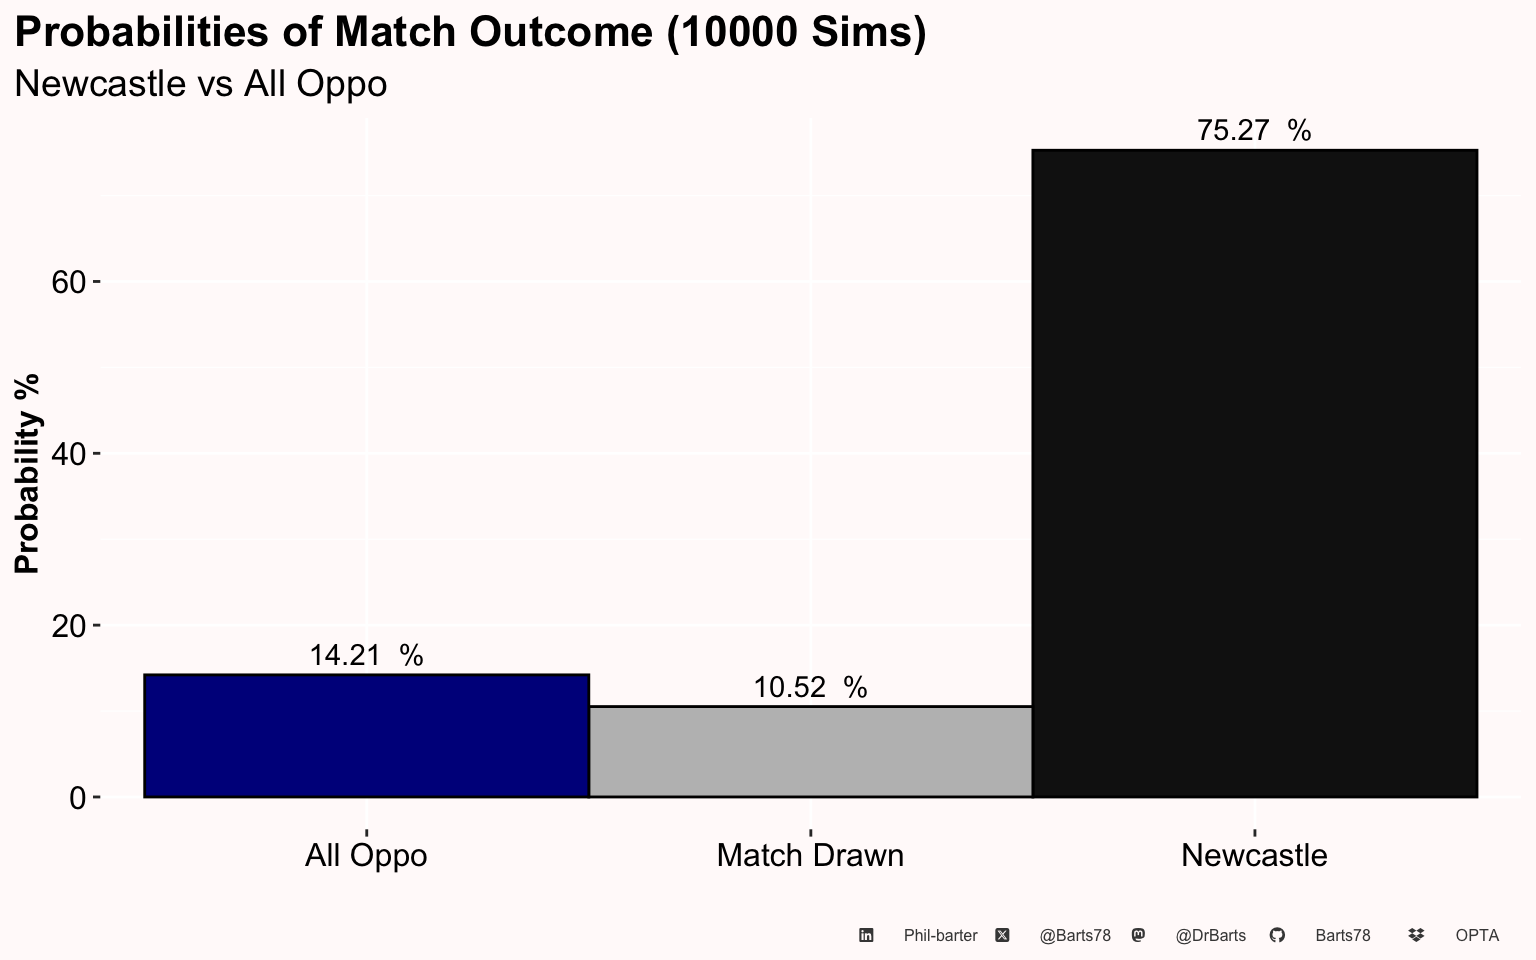 Probabilities of Match Outcome (10000 Sims)
Newcastle vs All Oppo
75.27 %
60
Probability %
40
20
14.21 %
10.52 %
0
All Oppo Match Drawn Newcastle
Phil-barter @Barts78 @DrBarts Barts78 OPTA